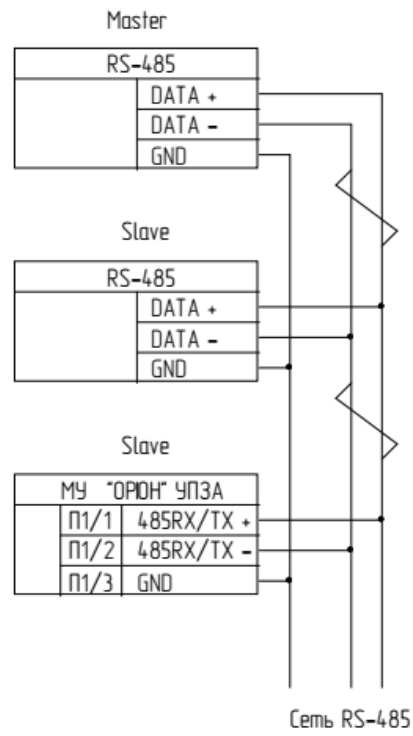 Master
RS-485
DATA +
DATA -
GND
Slave
RS-485
DATA +
DATA -
GND
Slave
МУ "ОРИОН" УПЗА
П1/1 485RX/TX +
П1/2 485RX/TX -
П1/3 GND
Сеть RS-485